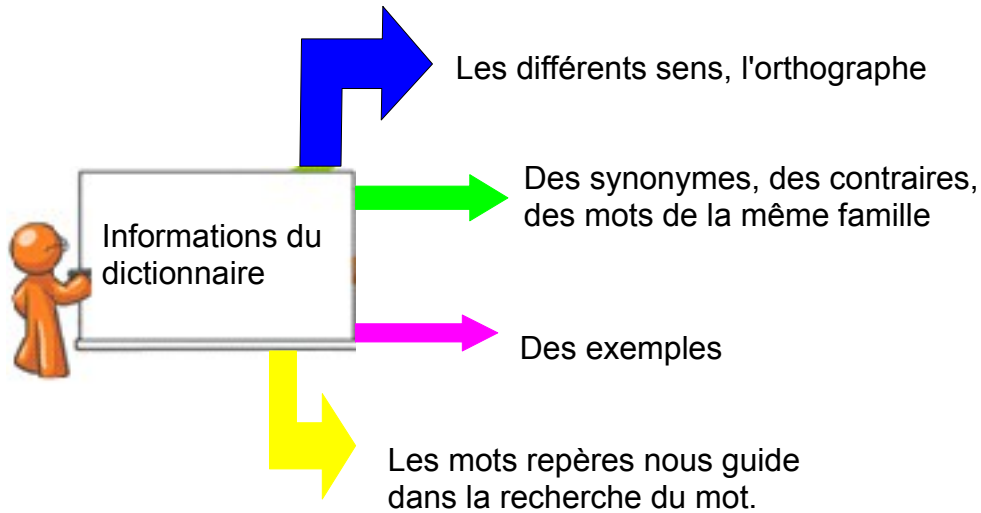 Les différents sens, l'orthographe
Des synonymes, des contraires,
des mots de la même famille
Informations du
dictionnaire
Des exemples
Les mots repères nous guide
dans la recherche du mot.